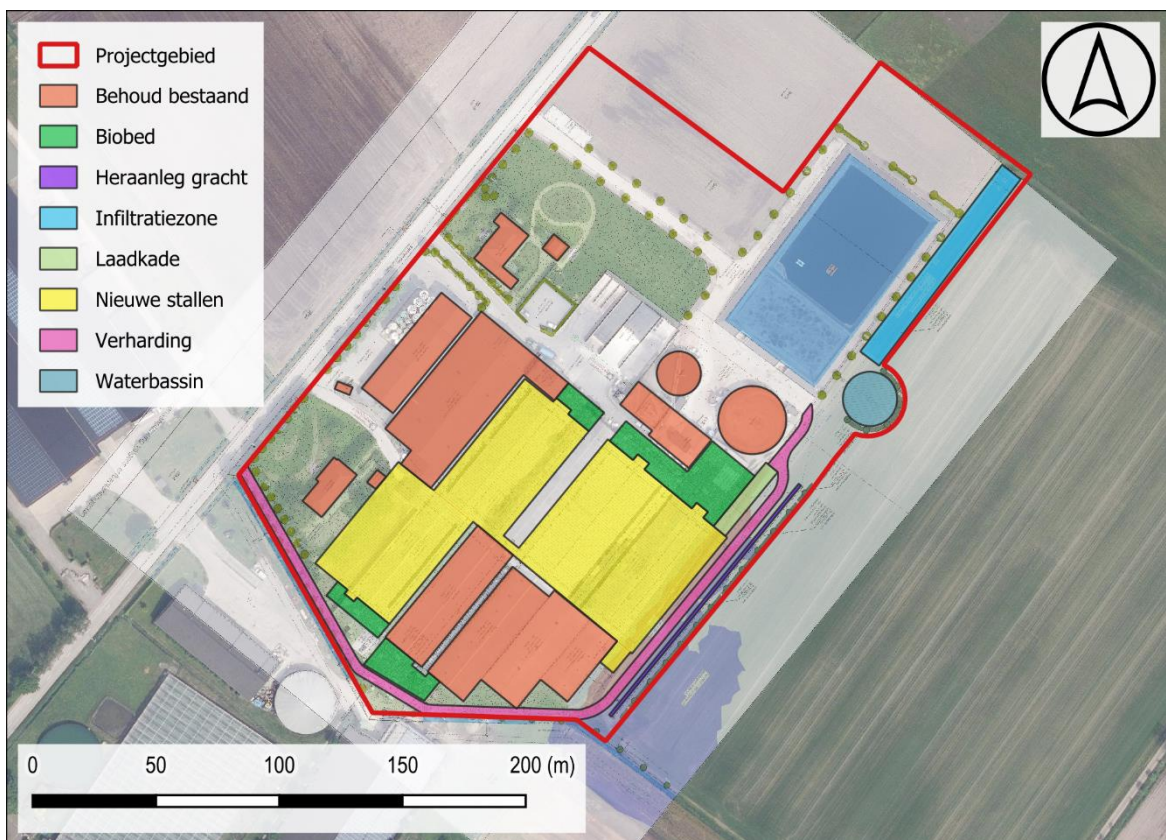 Projectgebied
Behoud bestaand
Biobed
Heraanleg gracht
Infiltratiezone
Laadkade
Nieuwe stallen
Verharding
Waterbassin
0 50 100 150 200 (m)